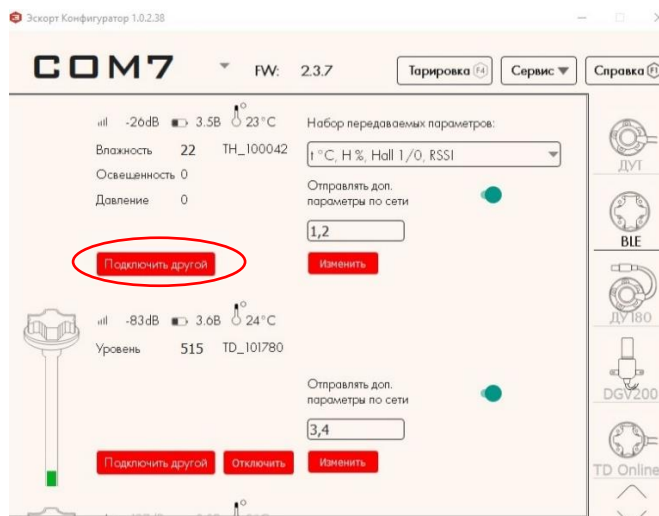 Эскорт Конфигуратор 1.0.2.38
COM7 FW: 2.3.7 Тарировка F4 Сервис Справка
-26dB 3.5В 23°C Набор передаваемых параметров:
Влажность 22 TH_100042 t °C, H %, Hall 1/0, RSSI
Освещенность 0 Отправлять доп.
Давление 0 параметры по сети
1,2
Подключить другой Изменить
-83dB 3.6В 24°C
Уровень 515 TD_101780
Отправлять доп.
параметры по сети
3,4
Подключить другой Отключить Изменить
ДУТ
BLE
ДУ180
DGV200
TD Online